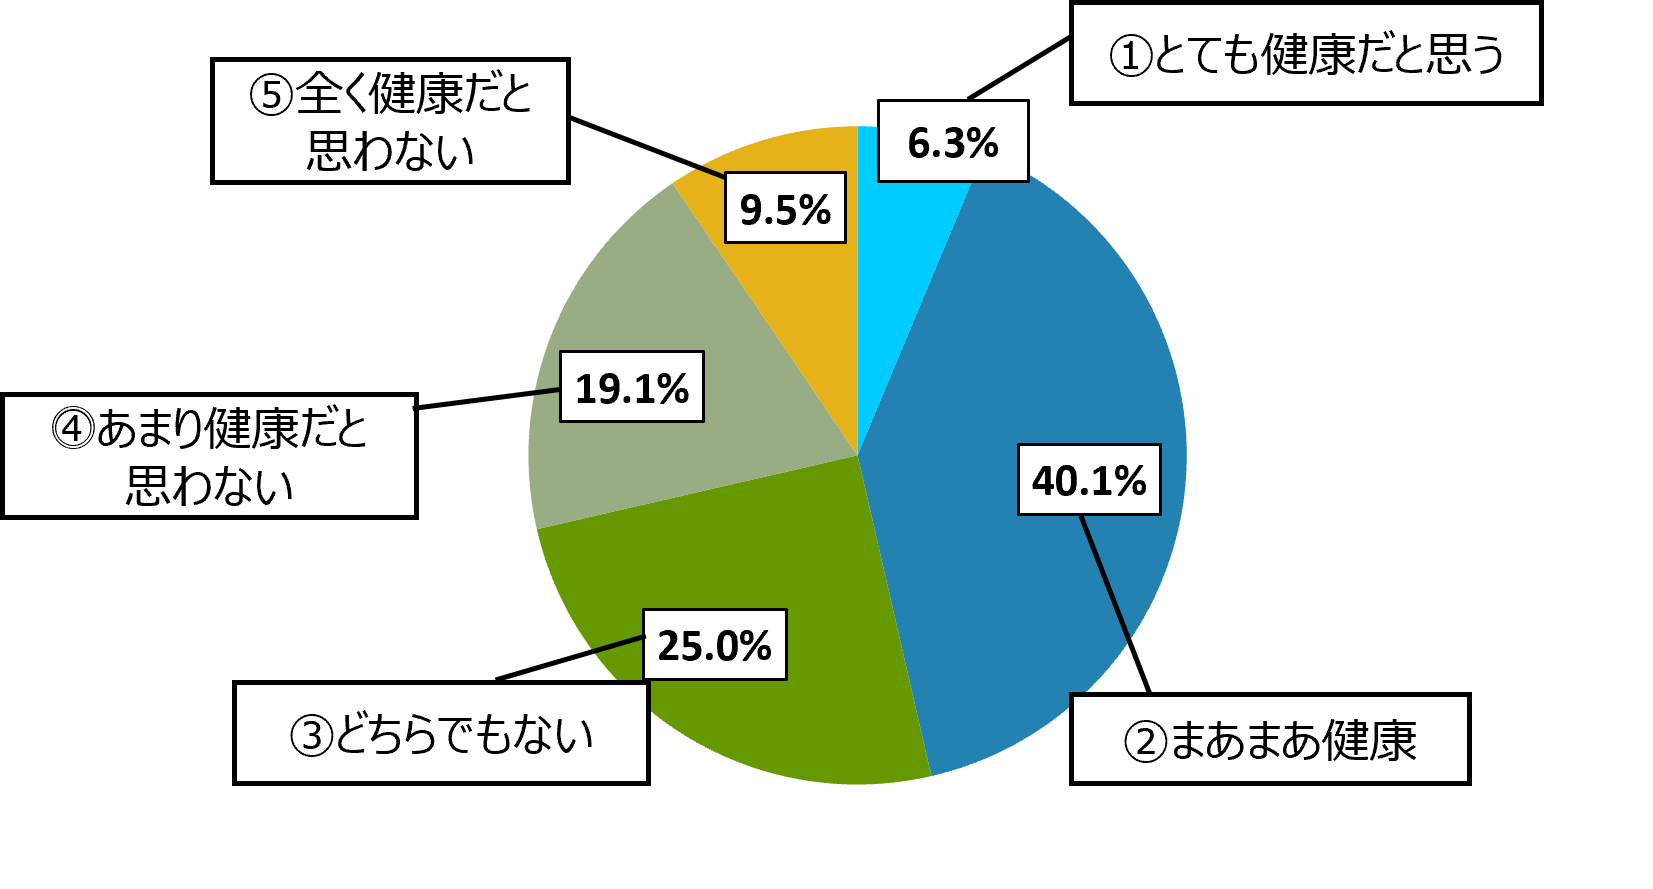 ①とても健康だと思う
6.3%
⑤全く健康だと
思わない
9.5%
19.1%
④あまり健康だと
思わない
40.1%
25.0%
③どちらでもない
②まあまあ健康